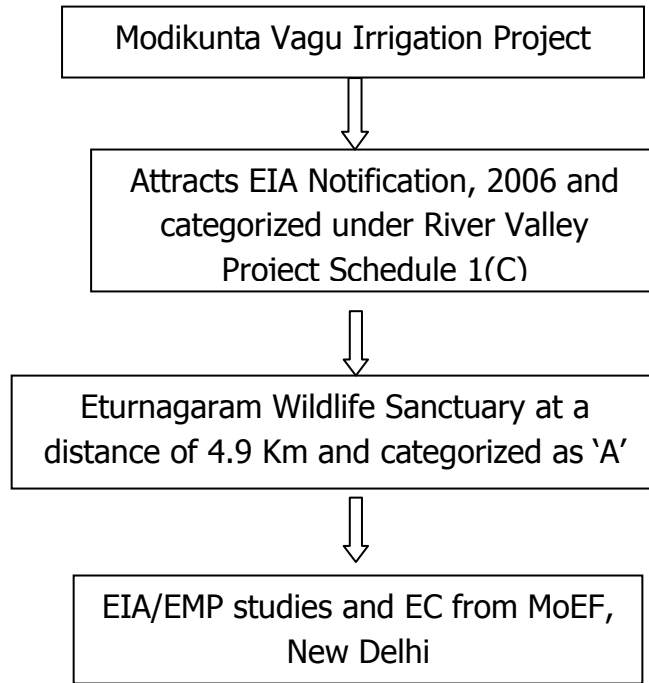 Modikunta Vagu Irrigation Project
Attracts EIA Notification, 2006 and
categorized under River Valley
Project Schedule 1(C)
Eturnagaram Wildlife Sanctuary at a
distance of 4.9 Km and categorized as ‘A’
EIA/EMP studies and EC from MoEF,
New Delhi